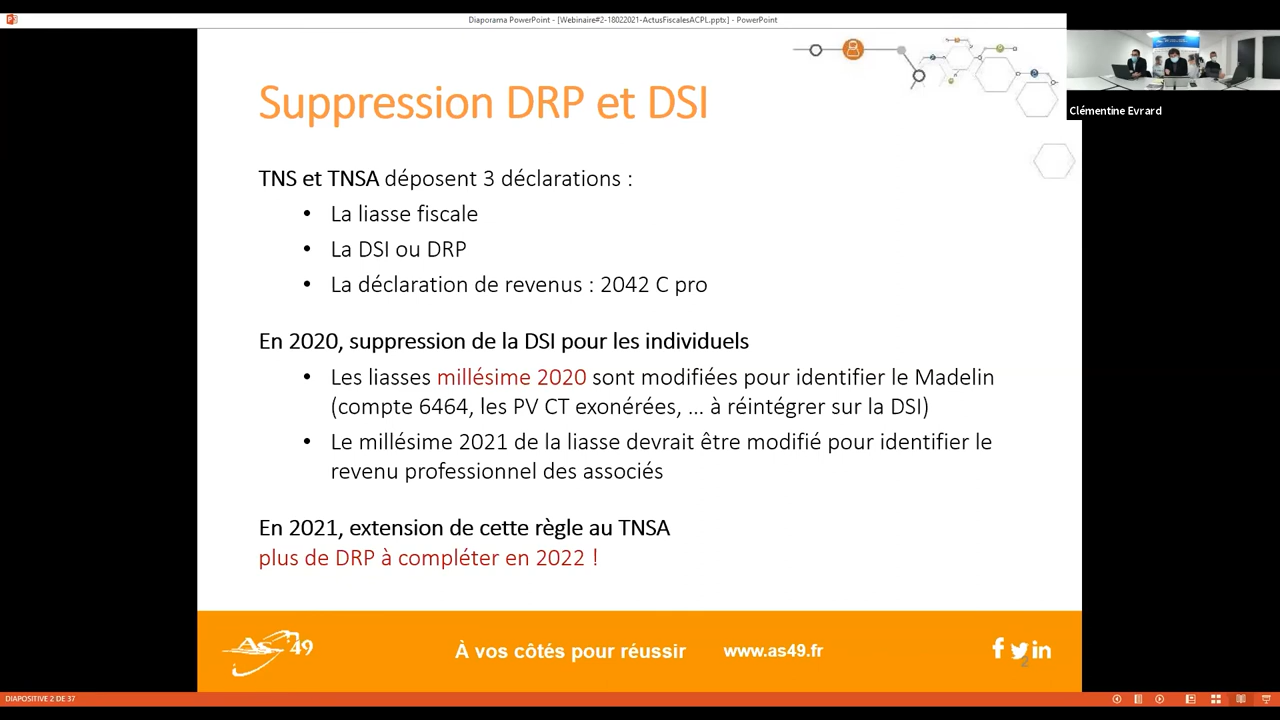 Diaporama PowerPoint - [Webinaire#2-18022021-ActusFiscalesACPL.pptx] - PowerPoint
Clémentine Evrard
Suppression DRP et DSI
TNS et TNSA déposent 3 déclarations :
• La liasse fiscale
• La DSI ou DRP
• La déclaration de revenus : 2042 C pro
En 2020, suppression de la DSI pour les individuels
• Les liasses millésime 2020 sont modifiées pour identifier le Madelin
(compte 6464, les PV CT exonérées, ... à réintégrer sur la DSI)
• Le millésime 2021 de la liasse devrait être modifié pour identifier le
revenu professionnel des associés
En 2021, extension de cette règle au TNSA
plus de DRP à compléter en 2022 !
As 49
À vos côtés pour réussir www.as49.fr
2
DIAPOSITIVE 2 DE 37